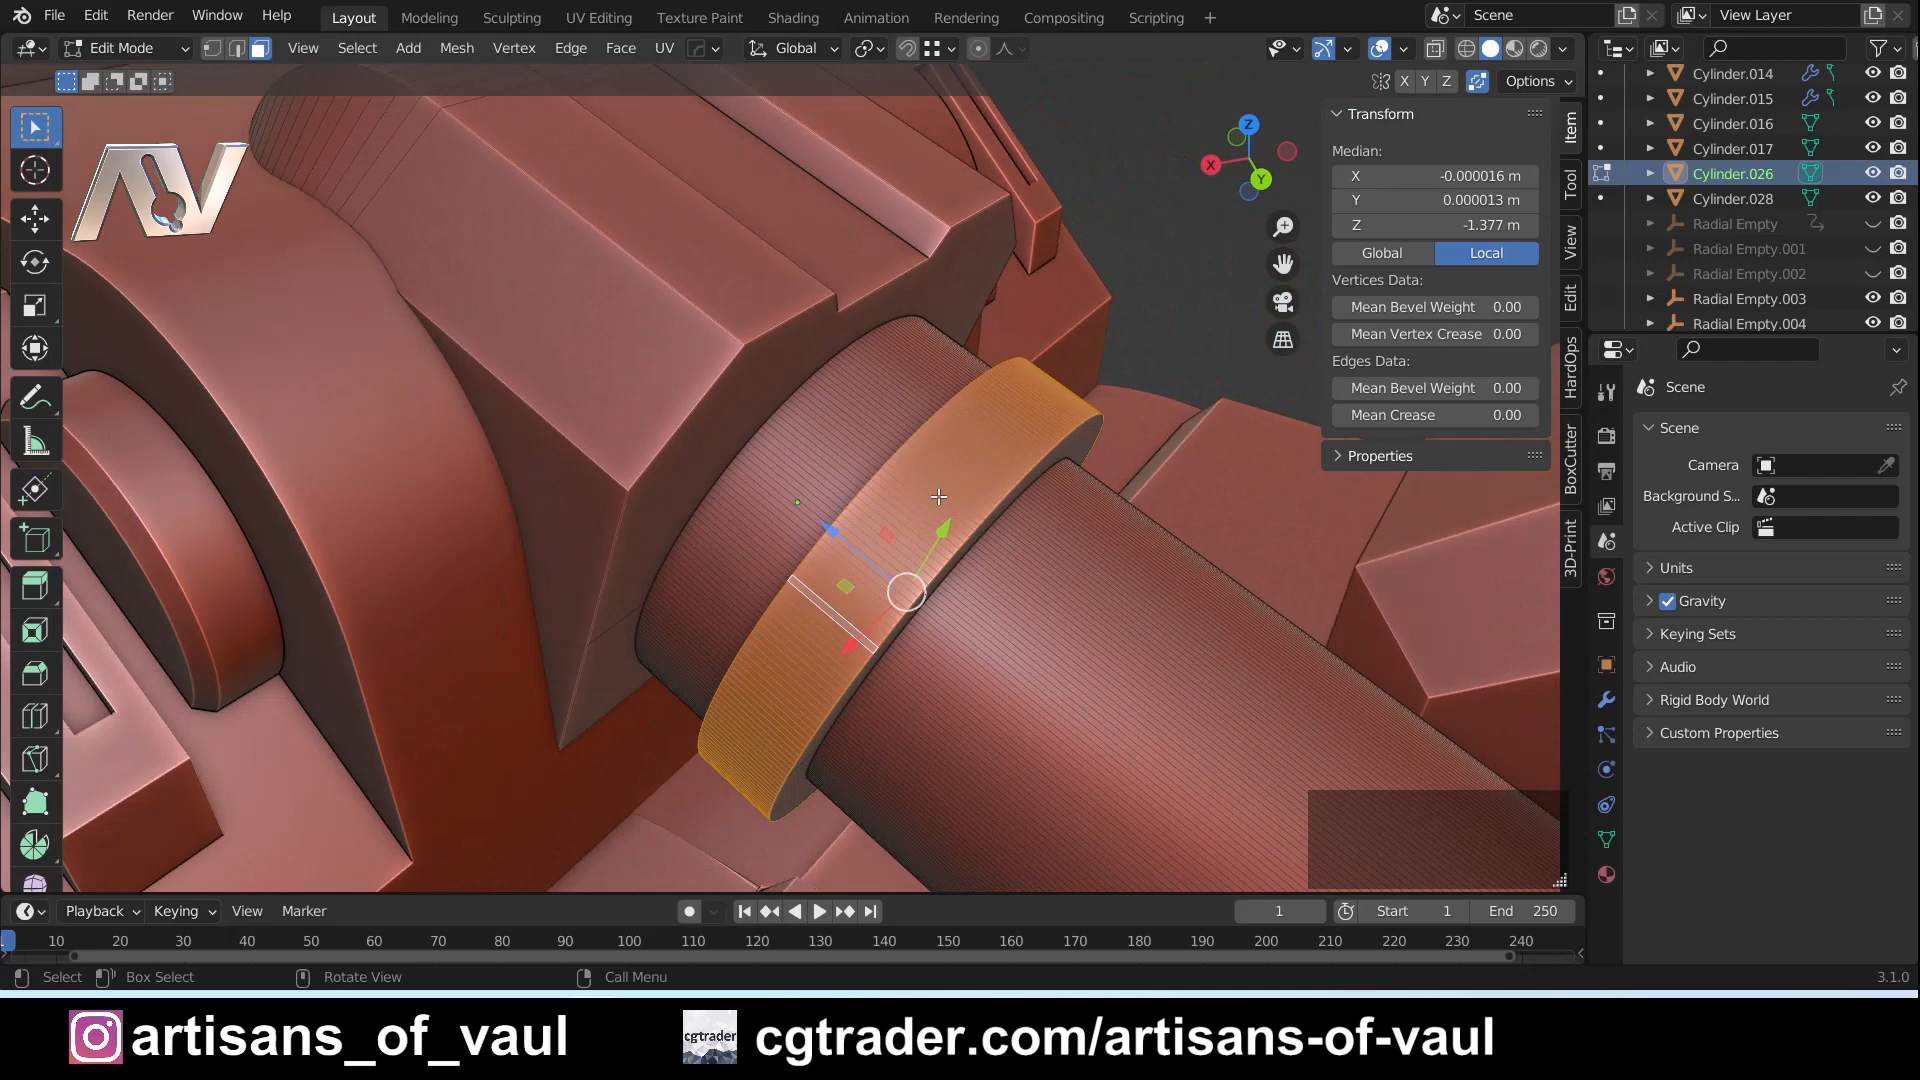 File Edit Render Window Help Layout Modeling Sculpting UV Editing Texture Paint Shading Animation Rendering Compositing Scripting + Scene View Layer
Edit Mode View Select Add Mesh Vertex Edge Face UV Global
X Y Z Options
AV
Z
X
Y
Transform
Median:
X -0.000016 m
Y 0.000013 m
Z -1.377 m
Global Local
Vertices Data:
Mean Bevel Weight 0.00
Mean Vertex Crease 0.00
Edges Data:
Mean Bevel Weight 0.00
Mean Crease 0.00
Properties
Item
Tool
View
Edit
HardOps
BoxCutter
3D-Print
Cylinder.014
Cylinder.015
Cylinder.016
Cylinder.017
Cylinder.026
Cylinder.028
Radial Empty
Radial Empty.001
Radial Empty.002
Radial Empty.003
Radial Empty.004
Scene
Scene
Camera
Background S...
Active Clip
Units
Gravity
Keying Sets
Audio
Rigid Body World
Custom Properties
Playback Keying View Marker 1 Start 1 End 250
10 20 30 40 50 60 70 80 90 100 110 120 130 140 150 160 170 180 190 200 210 220 230 240
Select Box Select Rotate View Call Menu 3.1.0
artisans_of_vaul cgtrader cgtrader.com/artisans-of-vaul